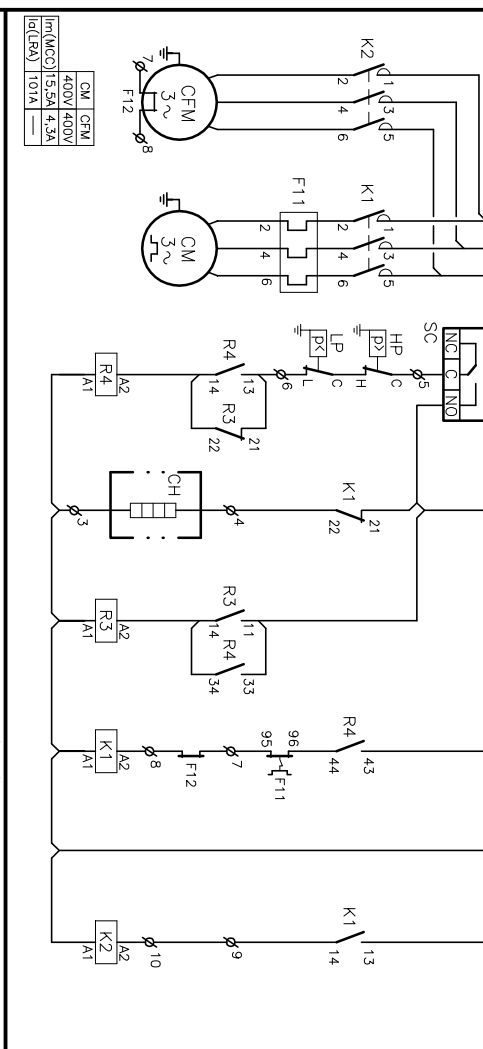 K2
1
3
5
2
4
6
CFM
3~
7
F12
8
CM CFM
400V 400V
Im(MCC) 15,5A 4,3A
Ia(LRA) 101A —
K1
1
3
5
2
4
6
F11
2
4
6
CM
3~
SC
NC C NO
5
HP
p>
C
H
LP
p<
C
L
6
R4
13
14
R3
21
22
R4
A2
A1
K1
21
22
4
CH
3
R3
11
14
R4
33
34
R3
A2
A1
R4
43
44
96
95
F11
7
F12
8
K1
A2
A1
K1
13
14
9
10
K2
A2
A1